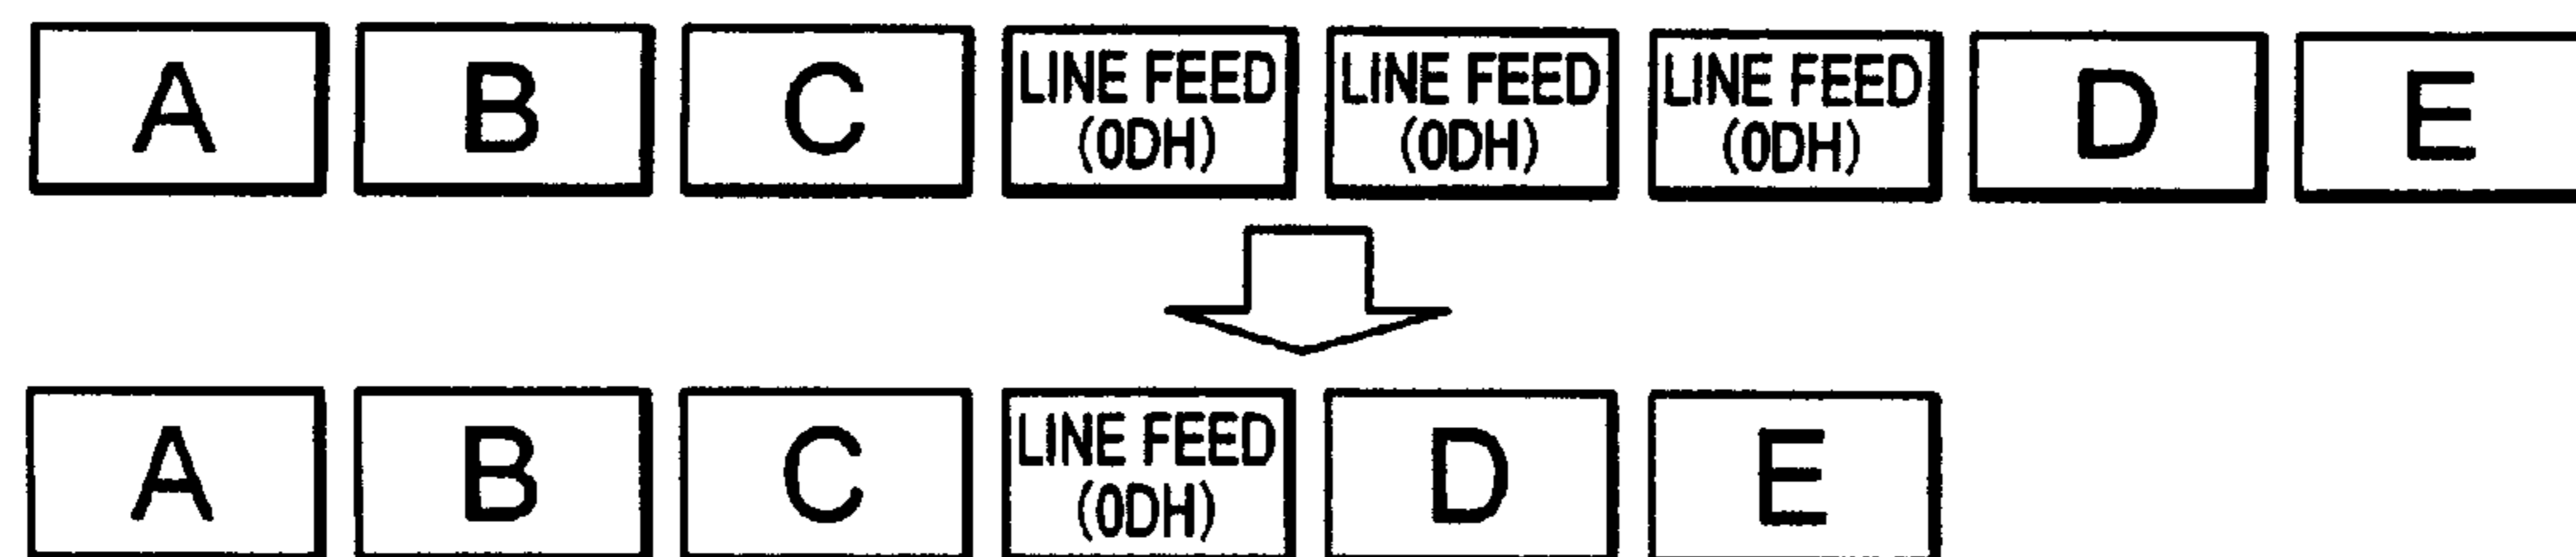 A B C LINE FEED (0DH) LINE FEED (0DH) LINE FEED (0DH) D E
A B C LINE FEED (0DH) D E